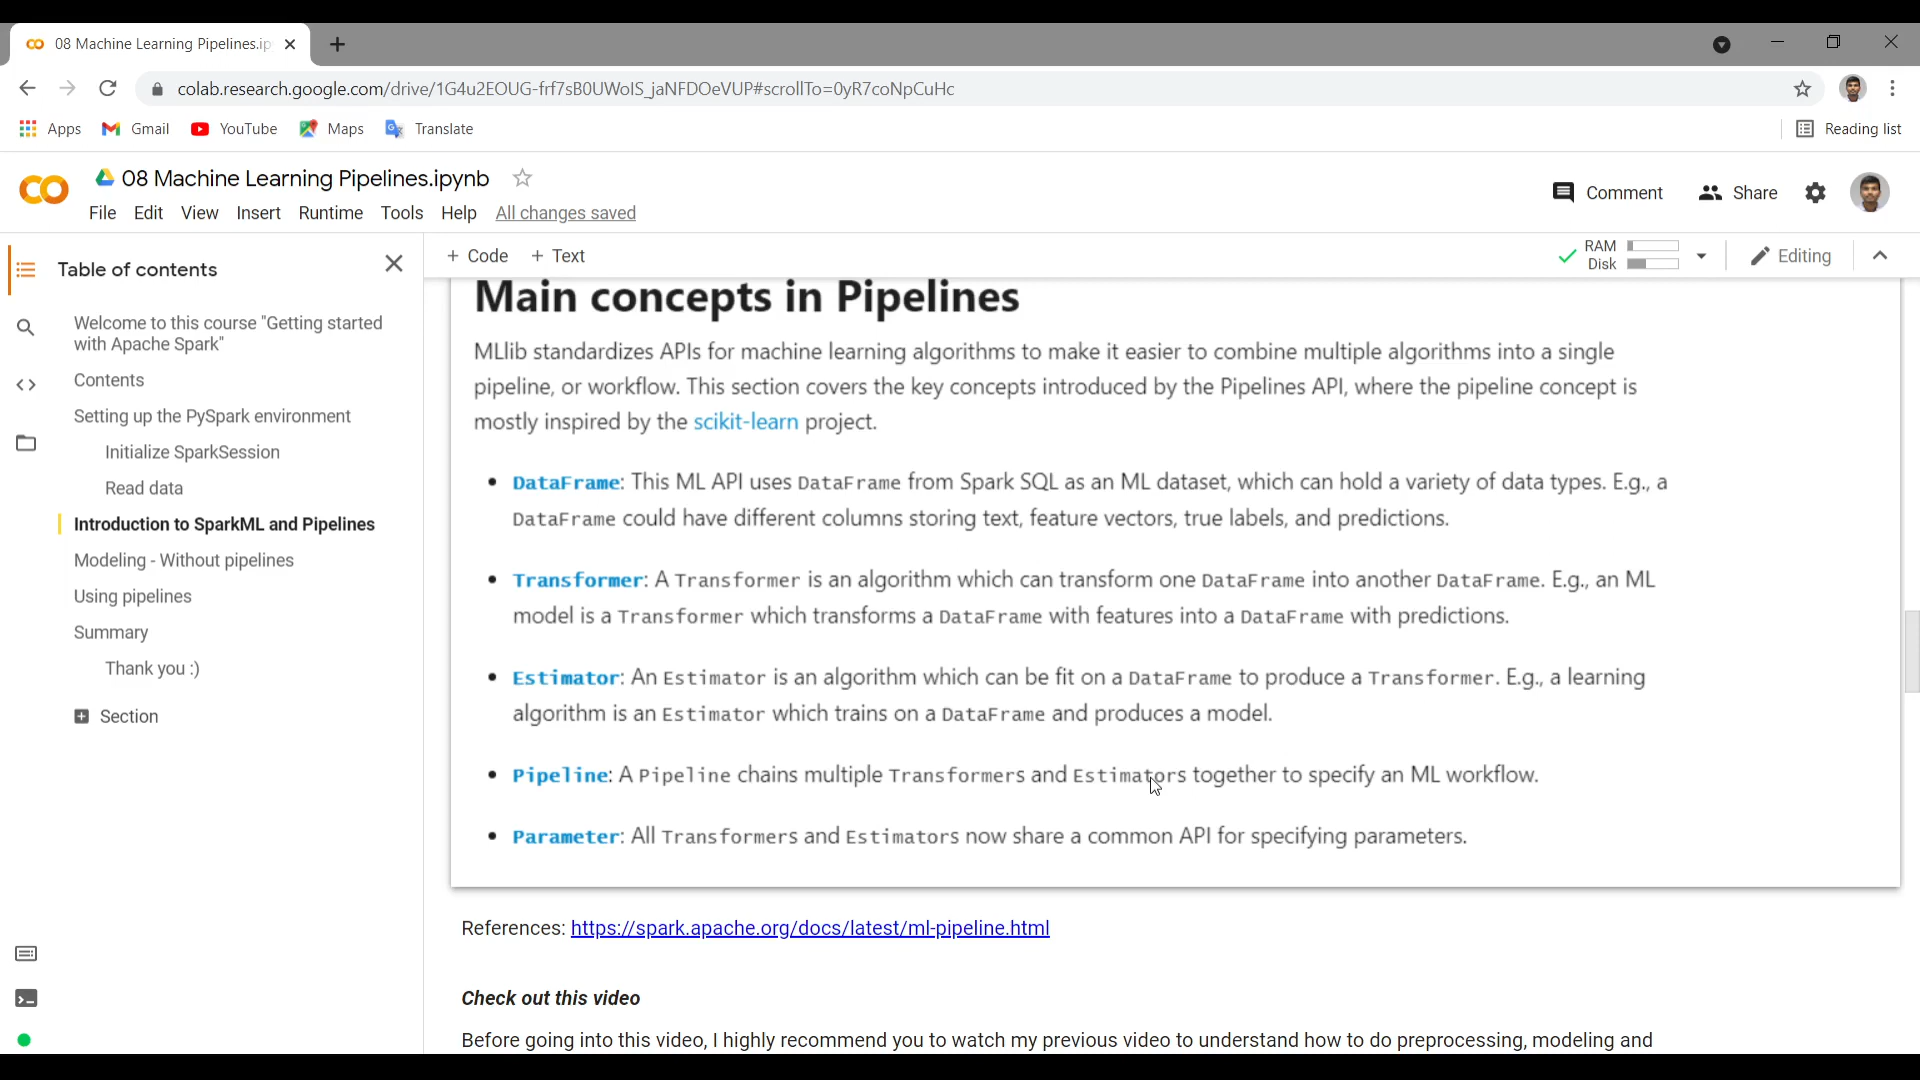 08 Machine Learning Pipelines.ip
colab.research.google.com/drive/1G4u2EOUG-frf7sB0UWoIS_jaNFDOeVUP#scrollTo=0yR7coNpCuHc
Apps Gmail YouTube Maps Translate Reading list
08 Machine Learning Pipelines.ipynb
Comment Share
File Edit View Insert Runtime Tools Help All changes saved
Table of contents
Welcome to this course "Getting started
with Apache Spark"
Contents
Setting up the PySpark environment
Initialize SparkSession
Read data
Introduction to SparkML and Pipelines
Modeling - Without pipelines
Using pipelines
Summary
Thank you :)
Section
+ Code + Text
RAM
Disk
Editing
Main concepts in Pipelines
MLlib standardizes APIs for machine learning algorithms to make it easier to combine multiple algorithms into a single
pipeline, or workflow. This section covers the key concepts introduced by the Pipelines API, where the pipeline concept is
mostly inspired by the scikit-learn project.
• DataFrame: This ML API uses DataFrame from Spark SQL as an ML dataset, which can hold a variety of data types. E.g., a
DataFrame could have different columns storing text, feature vectors, true labels, and predictions.
• Transformer: A Transformer is an algorithm which can transform one DataFrame into another DataFrame. E.g., an ML
model is a Transformer which transforms a DataFrame with features into a DataFrame with predictions.
• Estimator: An Estimator is an algorithm which can be fit on a DataFrame to produce a Transformer. E.g., a learning
algorithm is an Estimator which trains on a DataFrame and produces a model.
• Pipeline: A Pipeline chains multiple Transformers and Estimators together to specify an ML workflow.
• Parameter: All Transformers and Estimators now share a common API for specifying parameters.
References: https://spark.apache.org/docs/latest/ml-pipeline.html
Check out this video
Before going into this video, I highly recommend you to watch my previous video to understand how to do preprocessing, modeling and